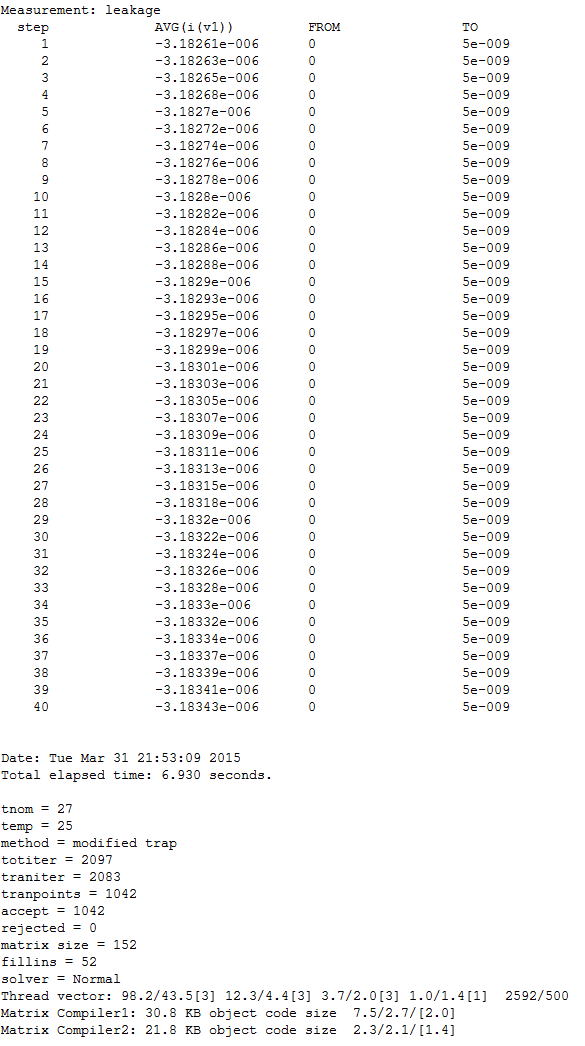 Measurement: leakage
step AVG(i(v1)) FROM TO
1 -3.18261e-006 0 5e-009
2 -3.18263e-006 0 5e-009
3 -3.18265e-006 0 5e-009
4 -3.18268e-006 0 5e-009
5 -3.1827e-006 0 5e-009
6 -3.18272e-006 0 5e-009
7 -3.18274e-006 0 5e-009
8 -3.18276e-006 0 5e-009
9 -3.18278e-006 0 5e-009
10 -3.1828e-006 0 5e-009
11 -3.18282e-006 0 5e-009
12 -3.18284e-006 0 5e-009
13 -3.18286e-006 0 5e-009
14 -3.18288e-006 0 5e-009
15 -3.1829e-006 0 5e-009
16 -3.18293e-006 0 5e-009
17 -3.18295e-006 0 5e-009
18 -3.18297e-006 0 5e-009
19 -3.18299e-006 0 5e-009
20 -3.18301e-006 0 5e-009
21 -3.18303e-006 0 5e-009
22 -3.18305e-006 0 5e-009
23 -3.18307e-006 0 5e-009
24 -3.18309e-006 0 5e-009
25 -3.18311e-006 0 5e-009
26 -3.18313e-006 0 5e-009
27 -3.18315e-006 0 5e-009
28 -3.18318e-006 0 5e-009
29 -3.1832e-006 0 5e-009
30 -3.18322e-006 0 5e-009
31 -3.18324e-006 0 5e-009
32 -3.18326e-006 0 5e-009
33 -3.18328e-006 0 5e-009
34 -3.1833e-006 0 5e-009
35 -3.18332e-006 0 5e-009
36 -3.18334e-006 0 5e-009
37 -3.18337e-006 0 5e-009
38 -3.18339e-006 0 5e-009
39 -3.18341e-006 0 5e-009
40 -3.18343e-006 0 5e-009
Date: Tue Mar 31 21:53:09 2015
Total elapsed time: 6.930 seconds.
tnom = 27
temp = 25
method = modified trap
totiter = 2097
traniter = 2083
tranpoints = 1042
accept = 1042
rejected = 0
matrix size = 152
fillins = 52
solver = Normal
Thread vector: 98.2/43.5[3] 12.3/4.4[3] 3.7/2.0[3] 1.0/1.4[1] 2592/500
Matrix Compiler1: 30.8 KB object code size 7.5/2.7/[2.0]
Matrix Compiler2: 21.8 KB object code size 2.3/2.1/[1.4]